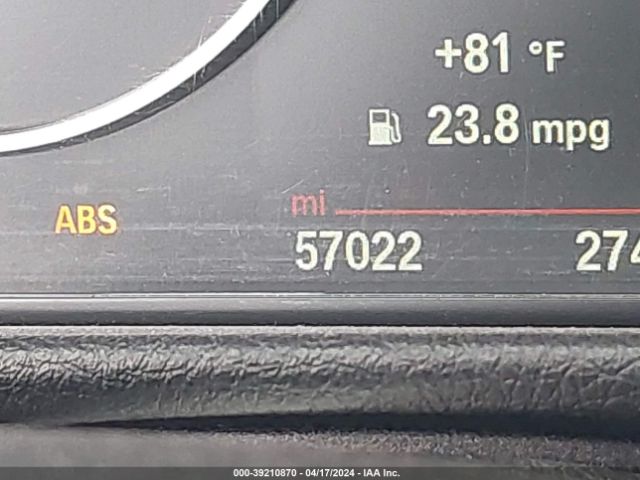 +81 °F
23.8 mpg
mi
ABS
57022
000-39210870 | 04/17/2024 | IAA Inc.